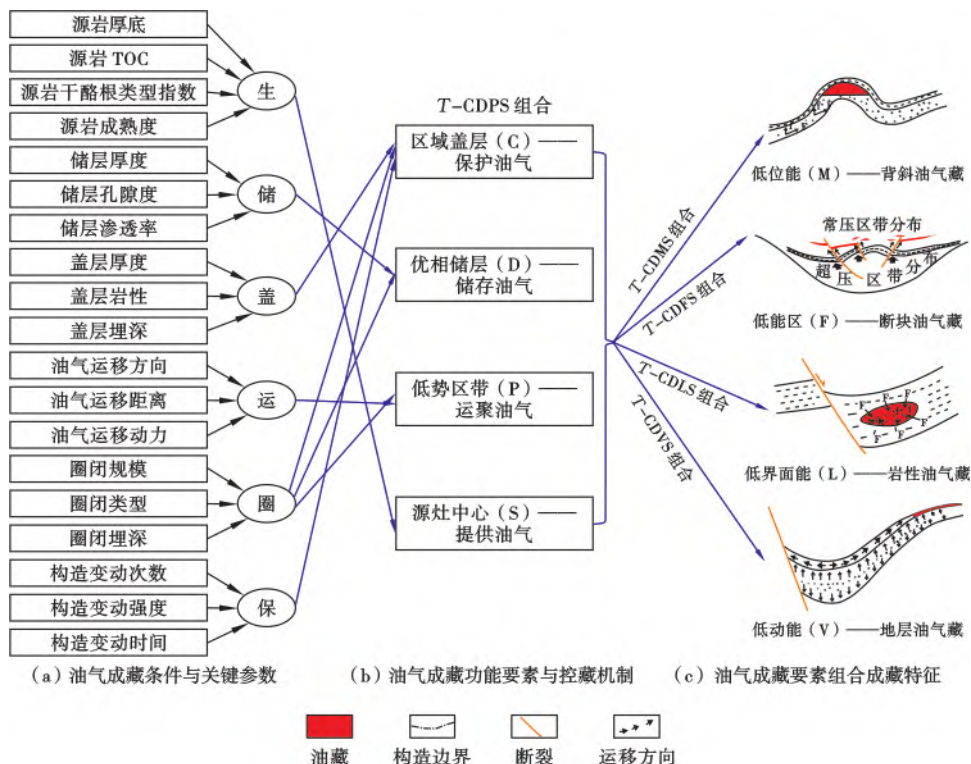 源岩厚底
源岩 TOC
源岩干酪根类型指数
源岩成熟度
储层厚度
储层孔隙度
储层渗透率
盖层厚度
盖层岩性
盖层埋深
油气运移方向
油气运移距离
油气运移动力
圈闭规模
圈闭类型
圈闭埋深
构造变动次数
构造变动强度
构造变动时间
生
储
盖
运
圈
保
(a) 油气成藏条件与关键参数
T-CDPS 组合
区域盖层（C）——
保护油气
优相储层（D）——
储存油气
低势区带（P）——
运聚油气
源灶中心（S）——
提供油气
(b) 油气成藏功能要素与控藏机制
T-CDMS 组合
T-CDFS 组合
T-CDLS 组合
T-CDVS 组合
低位能（M）——背斜油气藏
常压区带分布
超压区带分布
低能区（F）——断块油气藏
F F F
F F F
低界面能（L）——岩性油气藏
低动能（V）——地层油气藏
(c) 油气成藏要素组合成藏特征
油藏
构造边界
断裂
运移方向